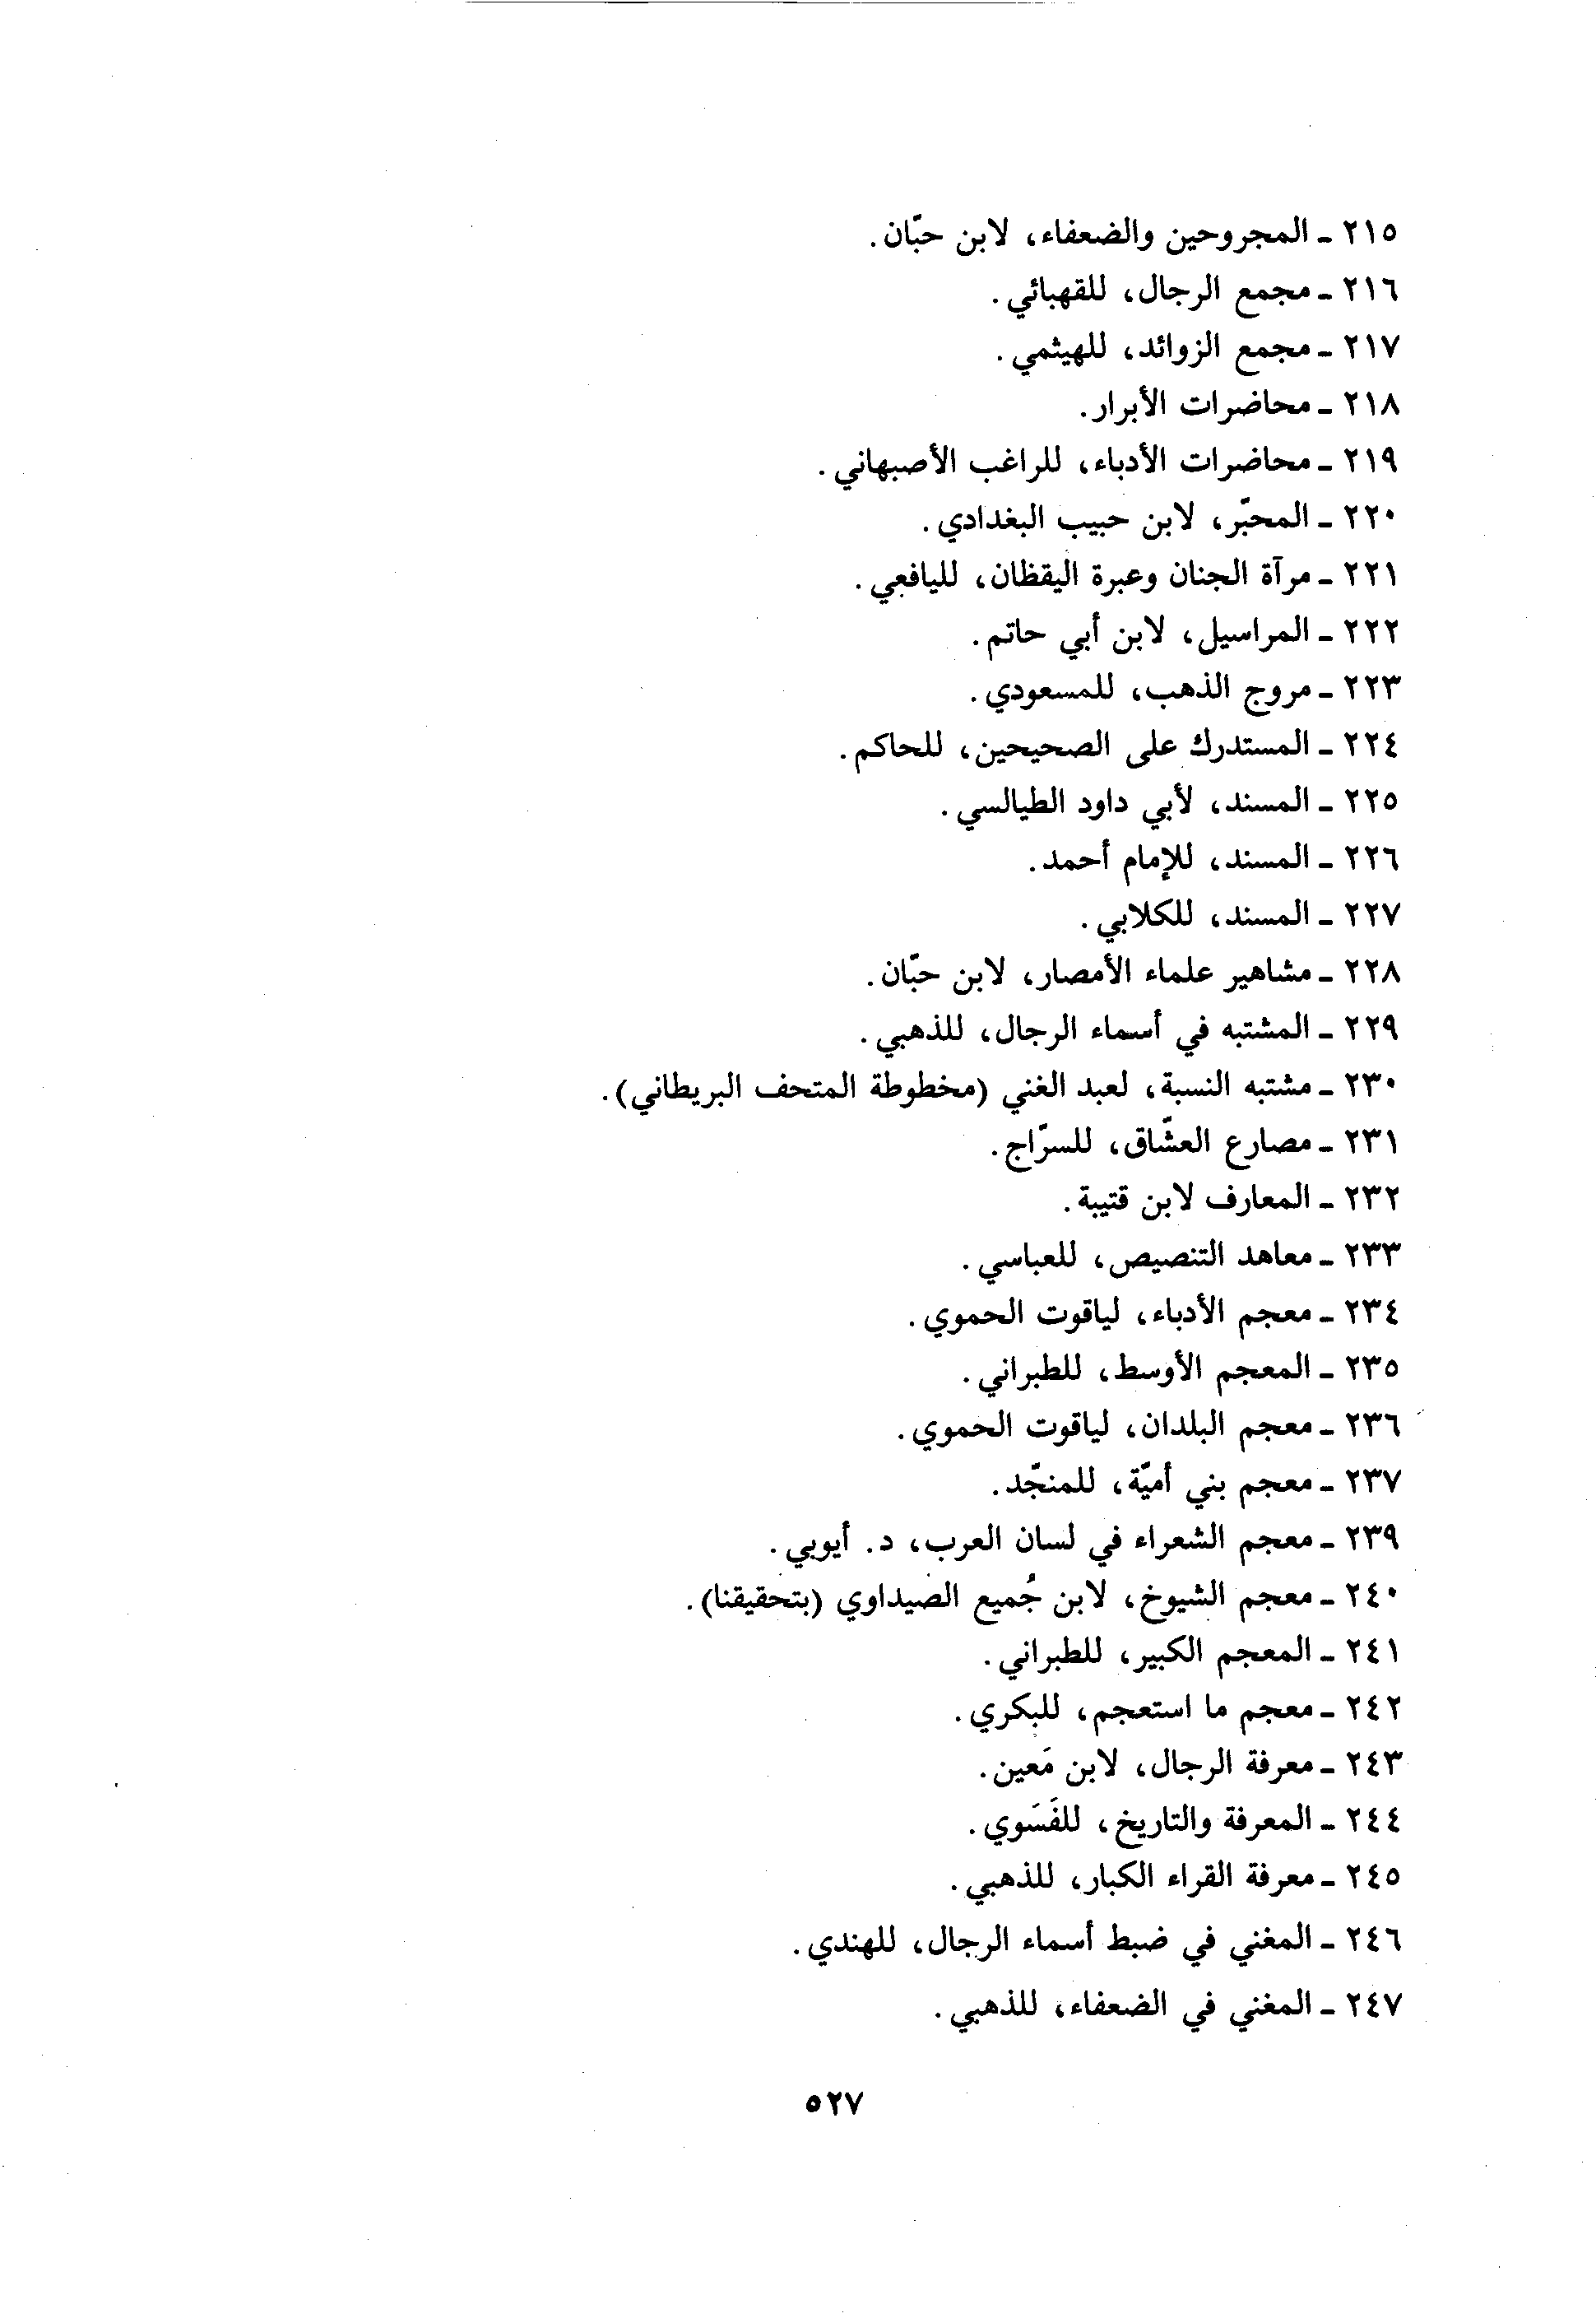 ٢١٥ ـ المجروحين والضعفاء، لابن حبّان.
٢١٦ ـ مجمع الرجال، للقهبائي.
٢١٧ ـ مجمع الزوائد، للهيثمي.
٢١٨ ـ محاضرات الأبرار.
٢١٩ ـ محاضرات الأدباء، للراغب الأصبهاني.
٢٢٠ ـ المحبّر، لابن حبيب البغدادي.
٢٢١ ـ مرآة الجنان وعبرة اليقظان، لليافعي.
٢٢٢ ـ المراسيل، لابن أبي حاتم.
٢٢٣ ـ مروج الذهب، للمسعودي.
٢٢٤ ـ المستدرك على الصحيحين، للحاكم.
٢٢٥ ـ المسند، لأبي داود الطيالسي.
٢٢٦ ـ المسند، للإمام أحمد.
٢٢٧ ـ المسند، للكلابي.
٢٢٨ ـ مشاهير علماء الأمصار، لابن حبّان.
٢٢٩ ـ المشتبه في أسماء الرجال، للذهبي.
٢٣٠ ـ مشتبه النسبة، لعبد الغني (مخطوطة المتحف البريطاني).
٢٣١ ـ مصارع العشّاق، للسرّاج.
٢٣٢ ـ المعارف لابن قتيبة.
٢٣٣ ـ معاهد التنصيص، للعباسي.
٢٣٤ ـ معجم الأدباء، لياقوت الحموي.
٢٣٥ ـ المعجم الأوسط، للطبراني.
٢٣٦ ـ معجم البلدان، لياقوت الحموي.
٢٣٧ ـ معجم بني أميّة، للمنجّد.
٢٣٩ ـ معجم الشعراء في لسان العرب، د. أيوبي.
٢٤٠ ـ معجم الشيوخ، لابن جُميع الصيداوي (بتحقيقنا).
٢٤١ ـ المعجم الكبير، للطبراني.
٢٤٢ ـ معجم ما استعجم، للبكري.
٢٤٣ ـ معرفة الرجال، لابن مَعين.
٢٤٤ ـ المعرفة والتاريخ، للفَسَوي.
٢٤٥ ـ معرفة القراء الكبار، للذهبي.
٢٤٦ ـ المغني في ضبط أسماء الرجال، للهندي.
٢٤٧ ـ المغني في الضعفاء، للذهبي.
٥٢٧